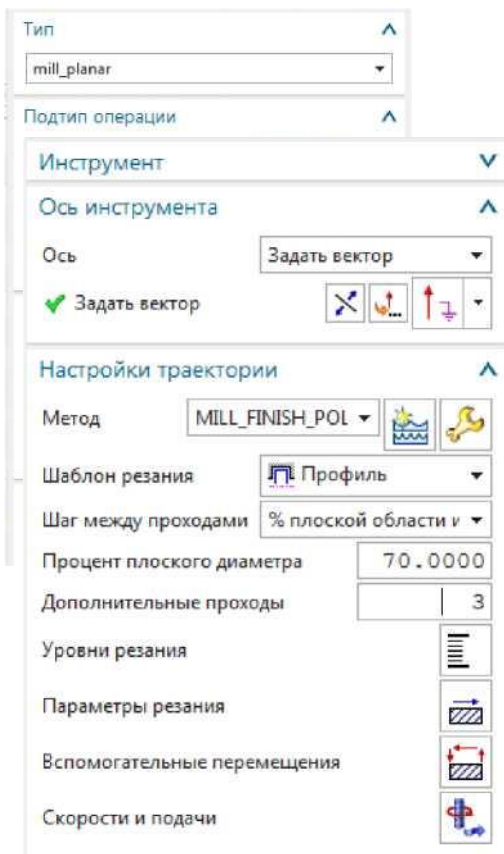 Тип
mill_planar
Подтип операции
Инструмент
Ось инструмента
Ось Задать вектор
Задать вектор
Настройки траектории
Метод MILL_FINISH_POL
Шаблон резания Профиль
Шаг между проходами % плоской области и
Процент плоского диаметра 70.0000
Дополнительные проходы 3
Уровни резания
Параметры резания
Вспомогательные перемещения
Скорости и подачи